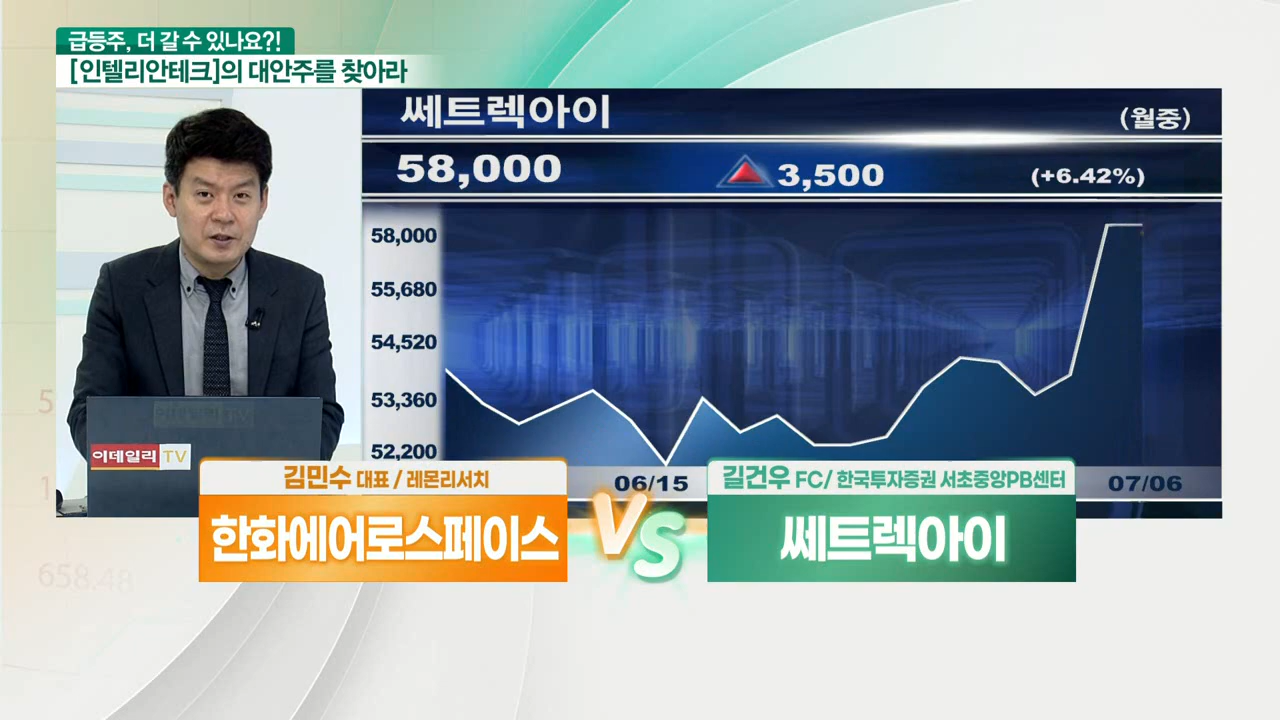 급등주, 더 갈 수 있나요?!
[인텔리안테크]의 대안주를 찾아라
쎄트렉아이
(월중)
58,000
3,500
(+6.42%)
58,000
55,680
54,520
53,360
52,200
06/15
07/06
이데일리 TV
김민수 대표 / 레몬리서치
한화에어로스페이스
VS
길건우 FC/ 한국투자증권 서초중앙PB센터
쎄트렉아이
658.48